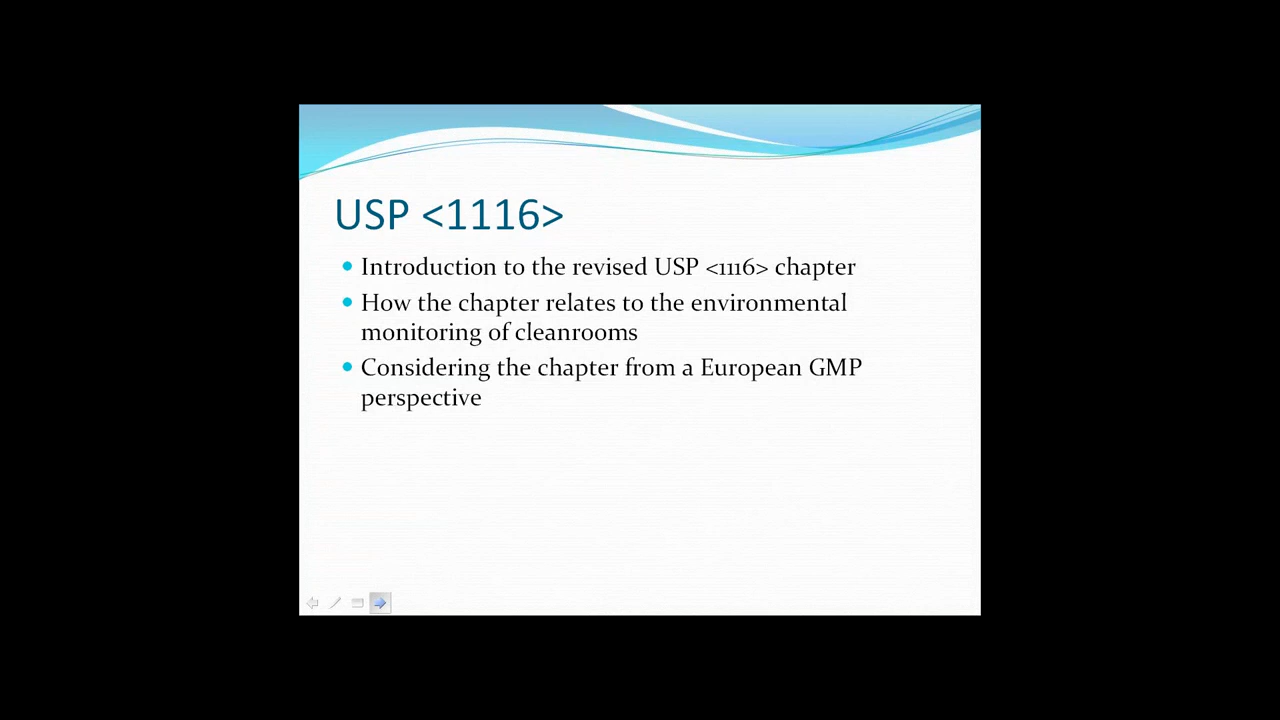 USP <1116>
Introduction to the revised USP <1116> chapter
How the chapter relates to the environmental
monitoring of cleanrooms
Considering the chapter from a European GMP
perspective